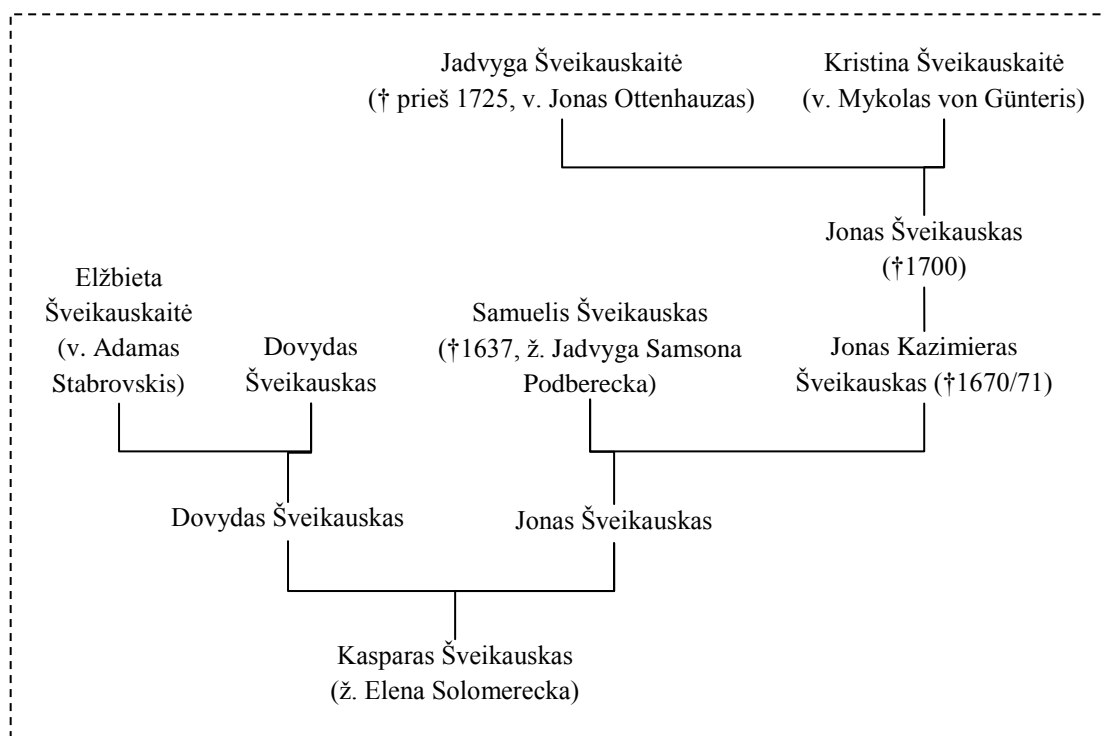 Jadvyga Šveikauskaitė
(† prieš 1725, v. Jonas Ottenhauzas)
Kristina Šveikauskaitė
(v. Mykolas von Günteris)
Jonas Šveikauskas
(†1700)
Elžbieta
Šveikauskaitė
(v. Adamas
Stabrovskis)
Dovydas
Šveikauskas
Samuelis Šveikauskas
(†1637, ž. Jadvyga Samsona
Podberecka)
Jonas Kazimieras
Šveikauskas (†1670/71)
Dovydas Šveikauskas
Jonas Šveikauskas
Kasparas Šveikauskas
(ž. Elena Solomerecka)